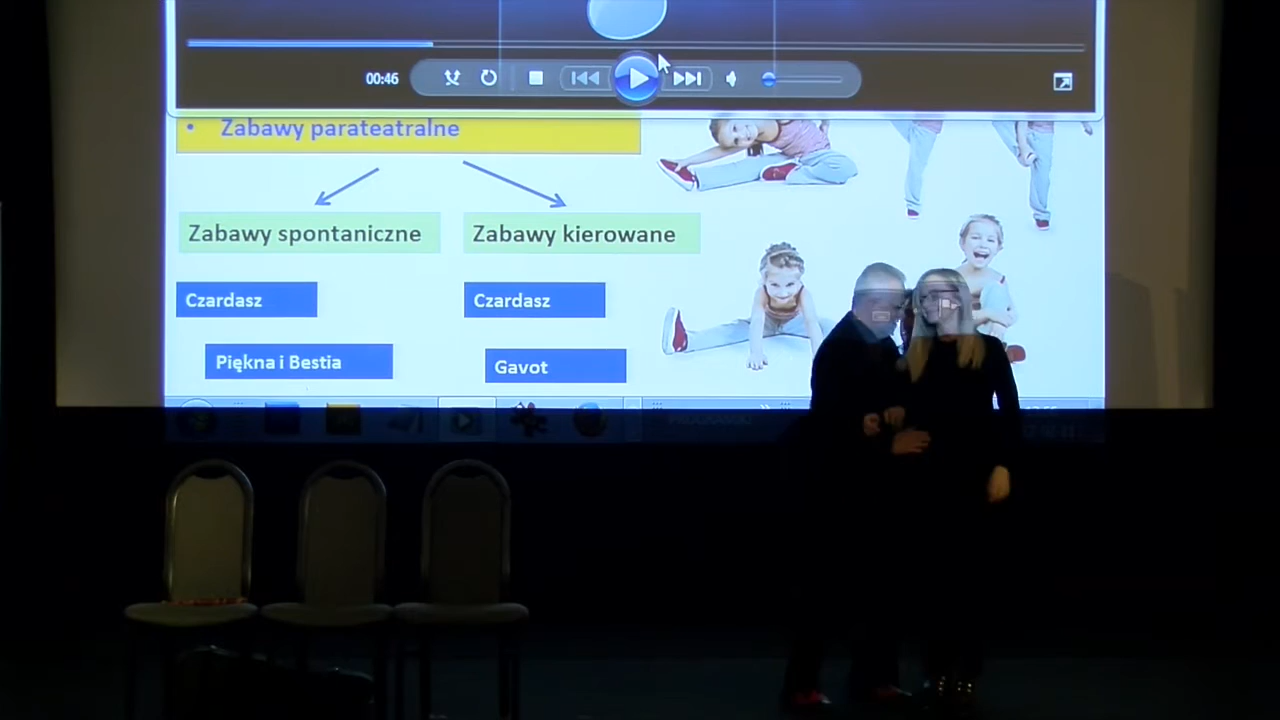 00:46
• Zabawy parateatralne
Zabawy spontaniczne
Zabawy kierowane
Czardasz
Czardasz
Piękna i Bestia
Gavot